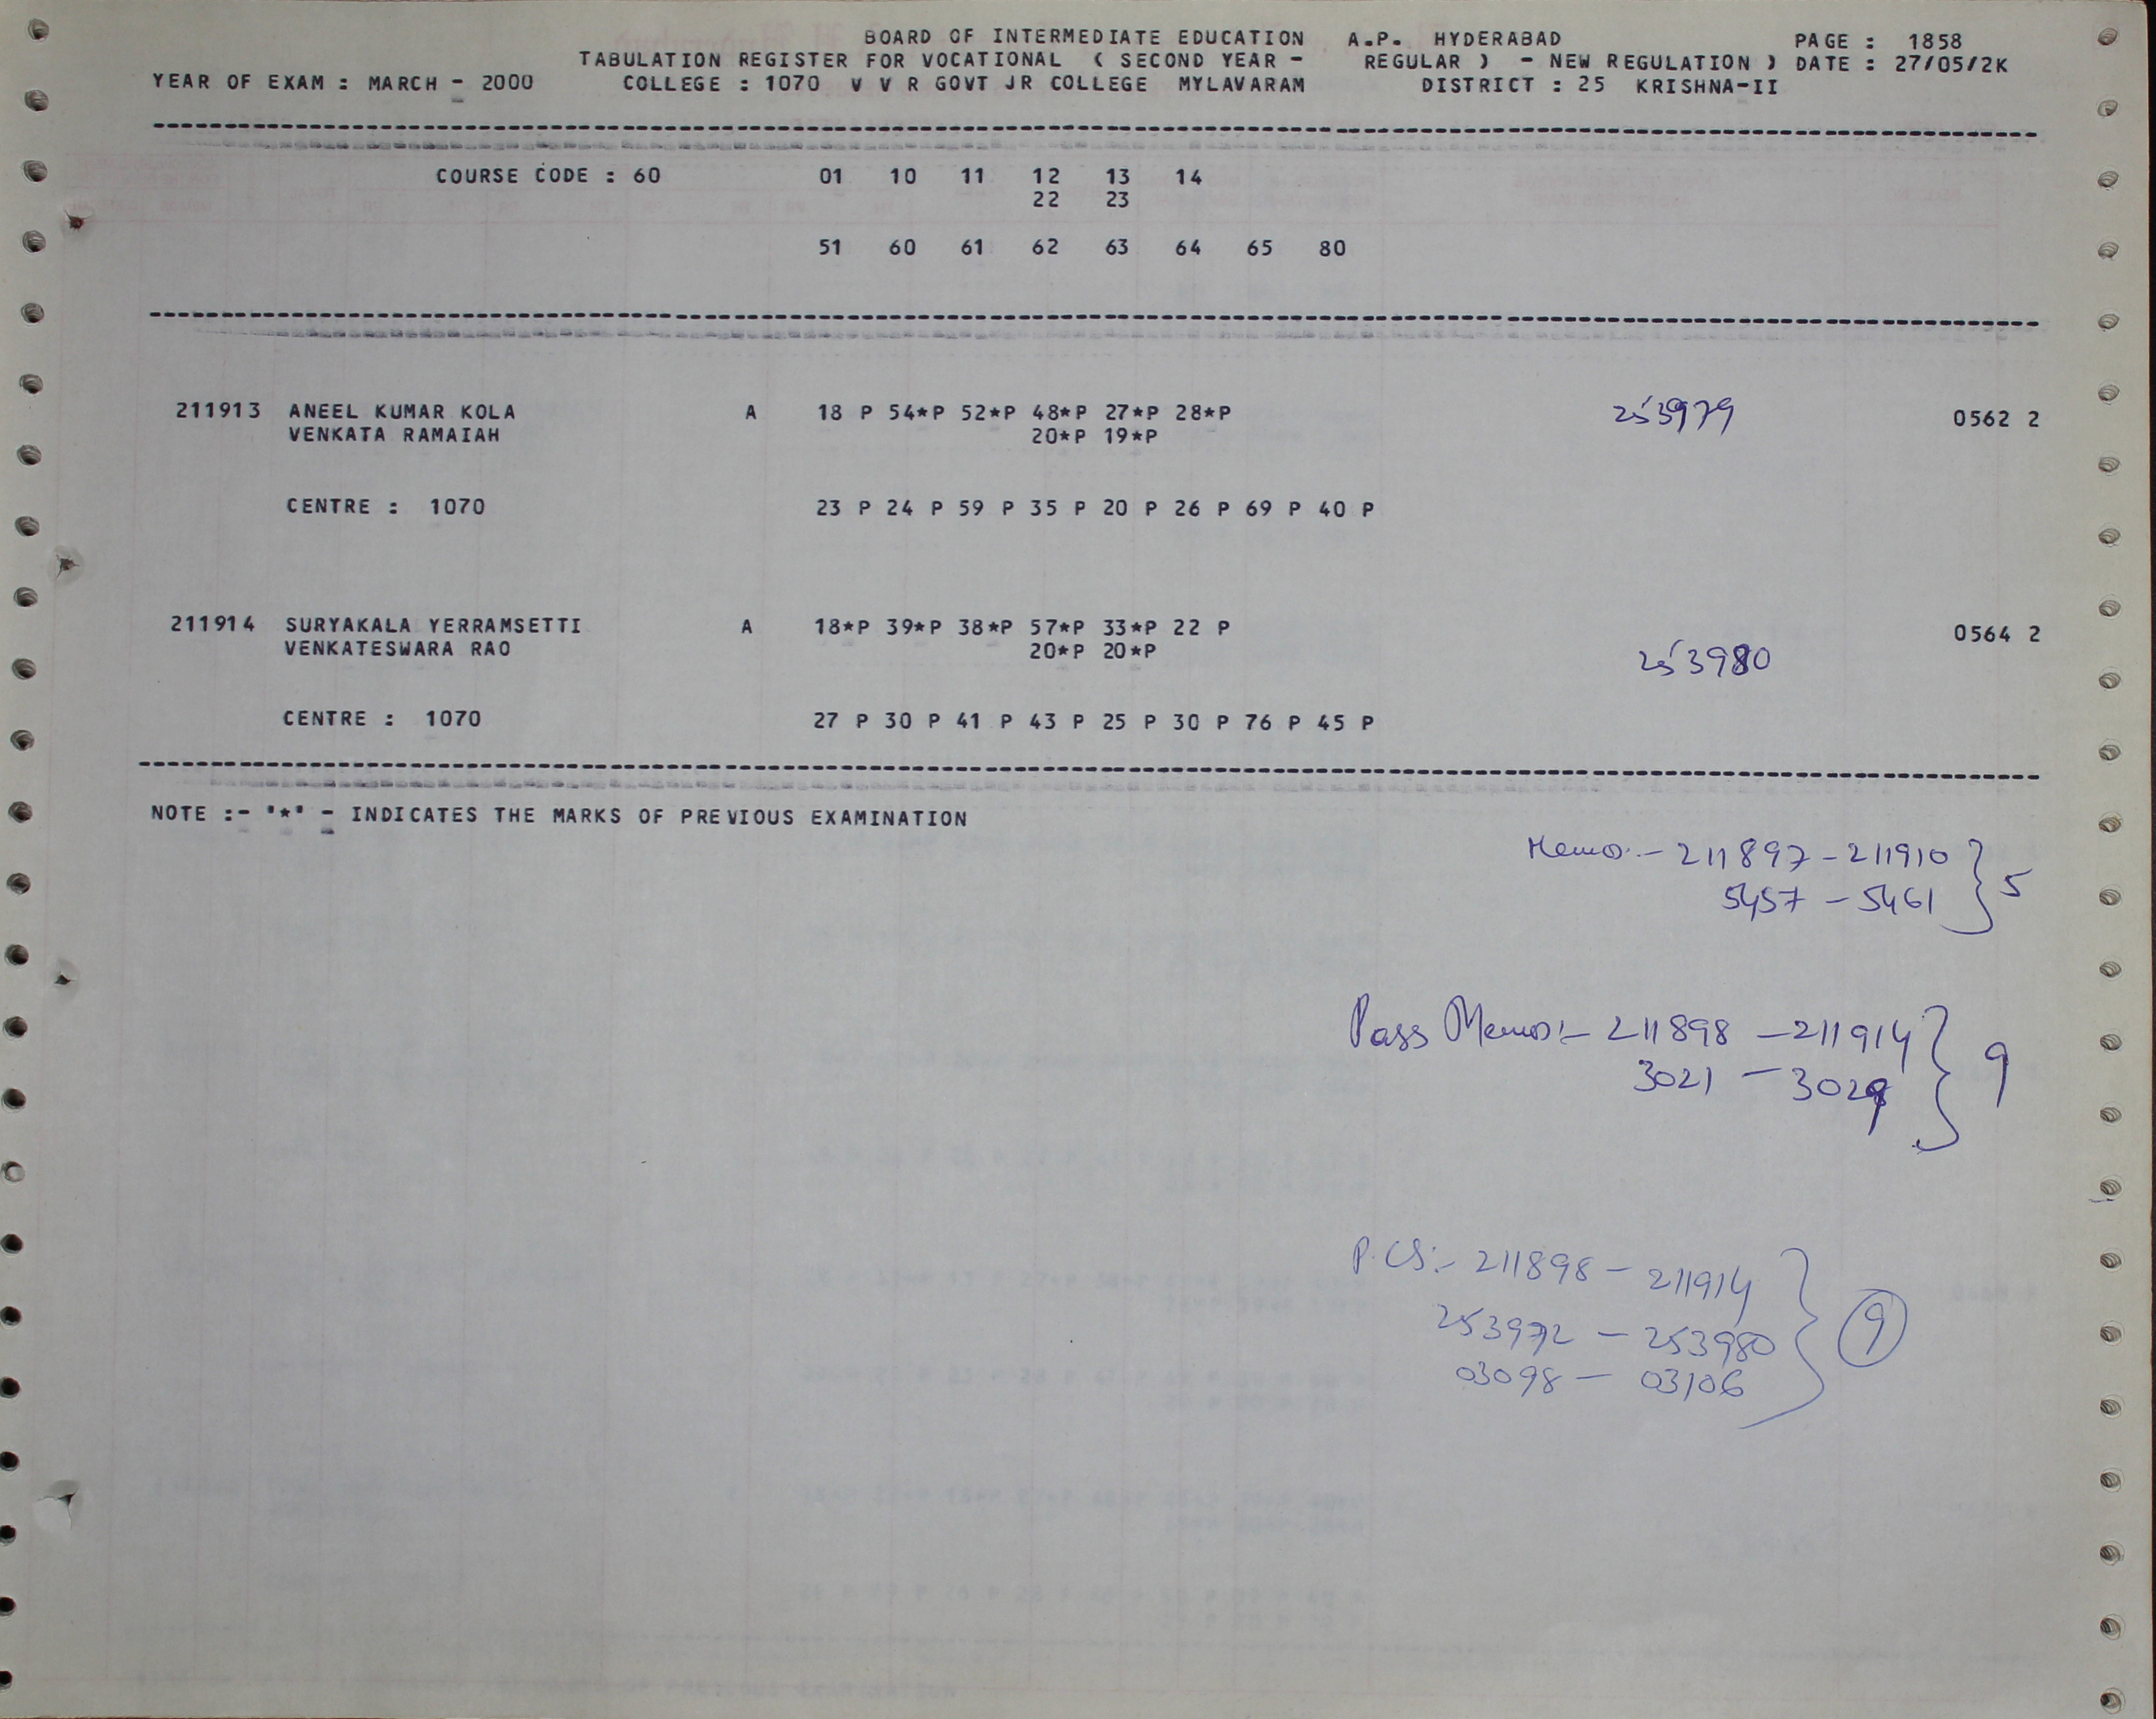 BOARD OF INTERMEDIATE EDUCATION A.P. HYDERABAD PAGE : 1858
TABULATION REGISTER FOR VOCATIONAL ( SECOND YEAR - REGULAR ) - NEW REGULATION ) DATE : 27/05/2K
YEAR OF EXAM : MARCH - 2000 COLLEGE : 1070 V V R GOVT JR COLLEGE MYLAVARAM DISTRICT : 25 KRISHNA-II
COURSE CODE : 60 01 10 11 12 13 14
22 23
51 60 61 62 63 64 65 80
211913 ANEEL KUMAR KOLA A 18 P 54*P 52*P 48*P 27*P 28*P 253979 0562 2
VENKATA RAMAIAH 20*P 19*P
CENTRE : 1070 23 P 24 P 59 P 35 P 20 P 26 P 69 P 40 P
211914 SURYAKALA YERRAMSETTI A 18*P 39*P 38*P 57*P 33*P 22 P 0564 2
VENKATESWARA RAO 20*P 20*P 253980
CENTRE : 1070 27 P 30 P 41 P 43 P 25 P 30 P 76 P 45 P
NOTE :- '*' - INDICATES THE MARKS OF PREVIOUS EXAMINATION
Memos:- 211897 - 211910 } 5
5457 - 5461
Pass Memos:- 211898 - 211914 } 9
3021 - 3029
P.CS:- 211898 - 211914
253972 - 253980 } 9
03098 - 03106